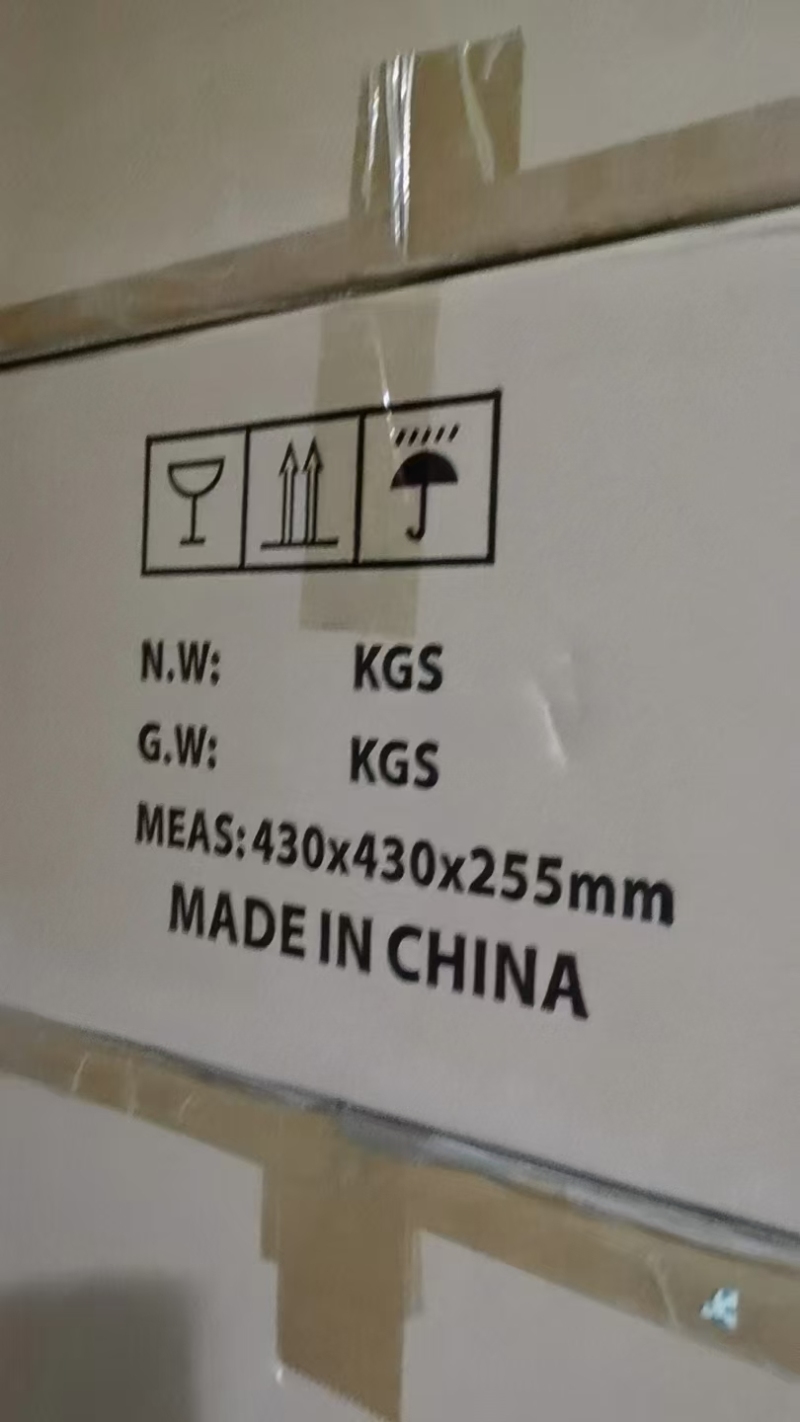 N.W: KGS
G.W: KGS
MEAS:430x430x255mm
MADE IN CHINA